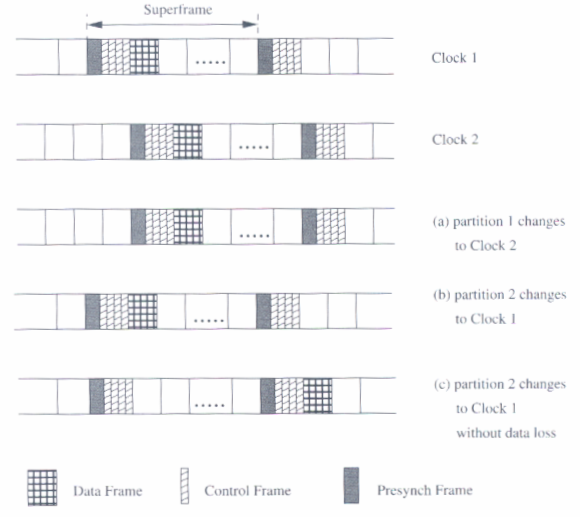 Superframe
Clock 1
Clock 2
(a) partition 1 changes
to Clock 2
(b) partition 2 changes
to Clock 1
(c) partition 2 changes
to Clock 1
without data loss
Data Frame
Control Frame
Presynch Frame